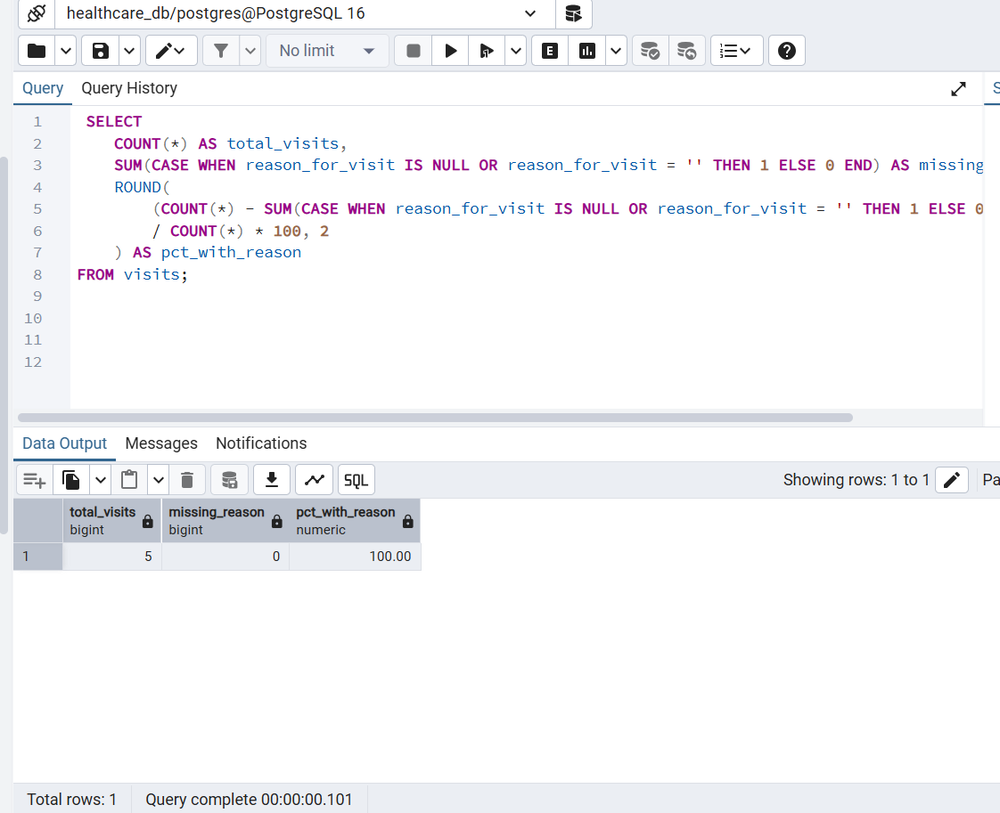 healthcare_db/postgres@PostgreSQL 16
No limit
E
Query Query History
S
1 SELECT
2 COUNT(*) AS total_visits,
3 SUM(CASE WHEN reason_for_visit IS NULL OR reason_for_visit = '' THEN 1 ELSE 0 END) AS missing
4 ROUND(
5 (COUNT(*) - SUM(CASE WHEN reason_for_visit IS NULL OR reason_for_visit = '' THEN 1 ELSE 0
6 / COUNT(*) * 100, 2
7 ) AS pct_with_reason
8 FROM visits;
9
10
11
12
Data Output Messages Notifications
SQL
Showing rows: 1 to 1
Pa
total_visits missing_reason pct_with_reason
bigint bigint numeric
1 5 0 100.00
Total rows: 1 Query complete 00:00:00.101